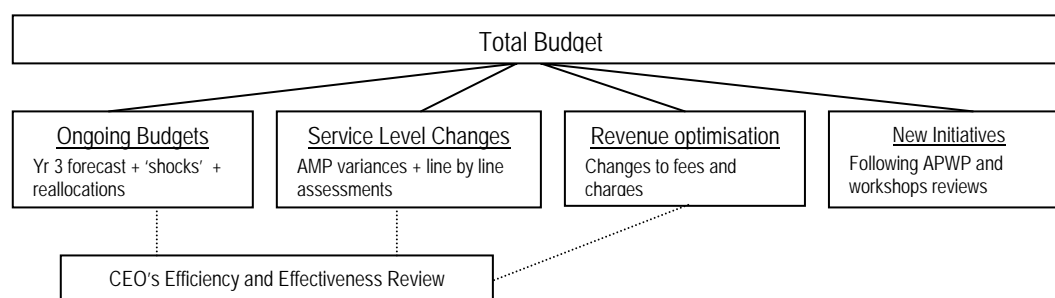 Total Budget
Ongoing Budgets
Yr 3 forecast + 'shocks' +
reallocations
Service Level Changes
AMP variances + line by line
assessments
Revenue optimisation
Changes to fees and
charges
New Initiatives
Following APWP and
workshops reviews
CEO's Efficiency and Effectiveness Review